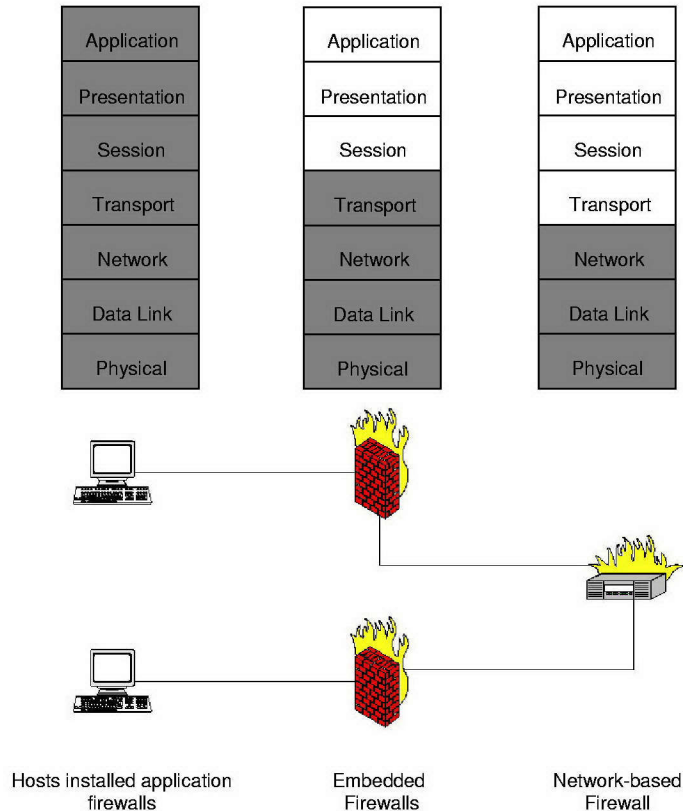 Application
Presentation
Session
Transport
Network
Data Link
Physical
Application
Presentation
Session
Transport
Network
Data Link
Physical
Application
Presentation
Session
Transport
Network
Data Link
Physical
Hosts installed application
firewalls
Embedded
Firewalls
Network-based
Firewall